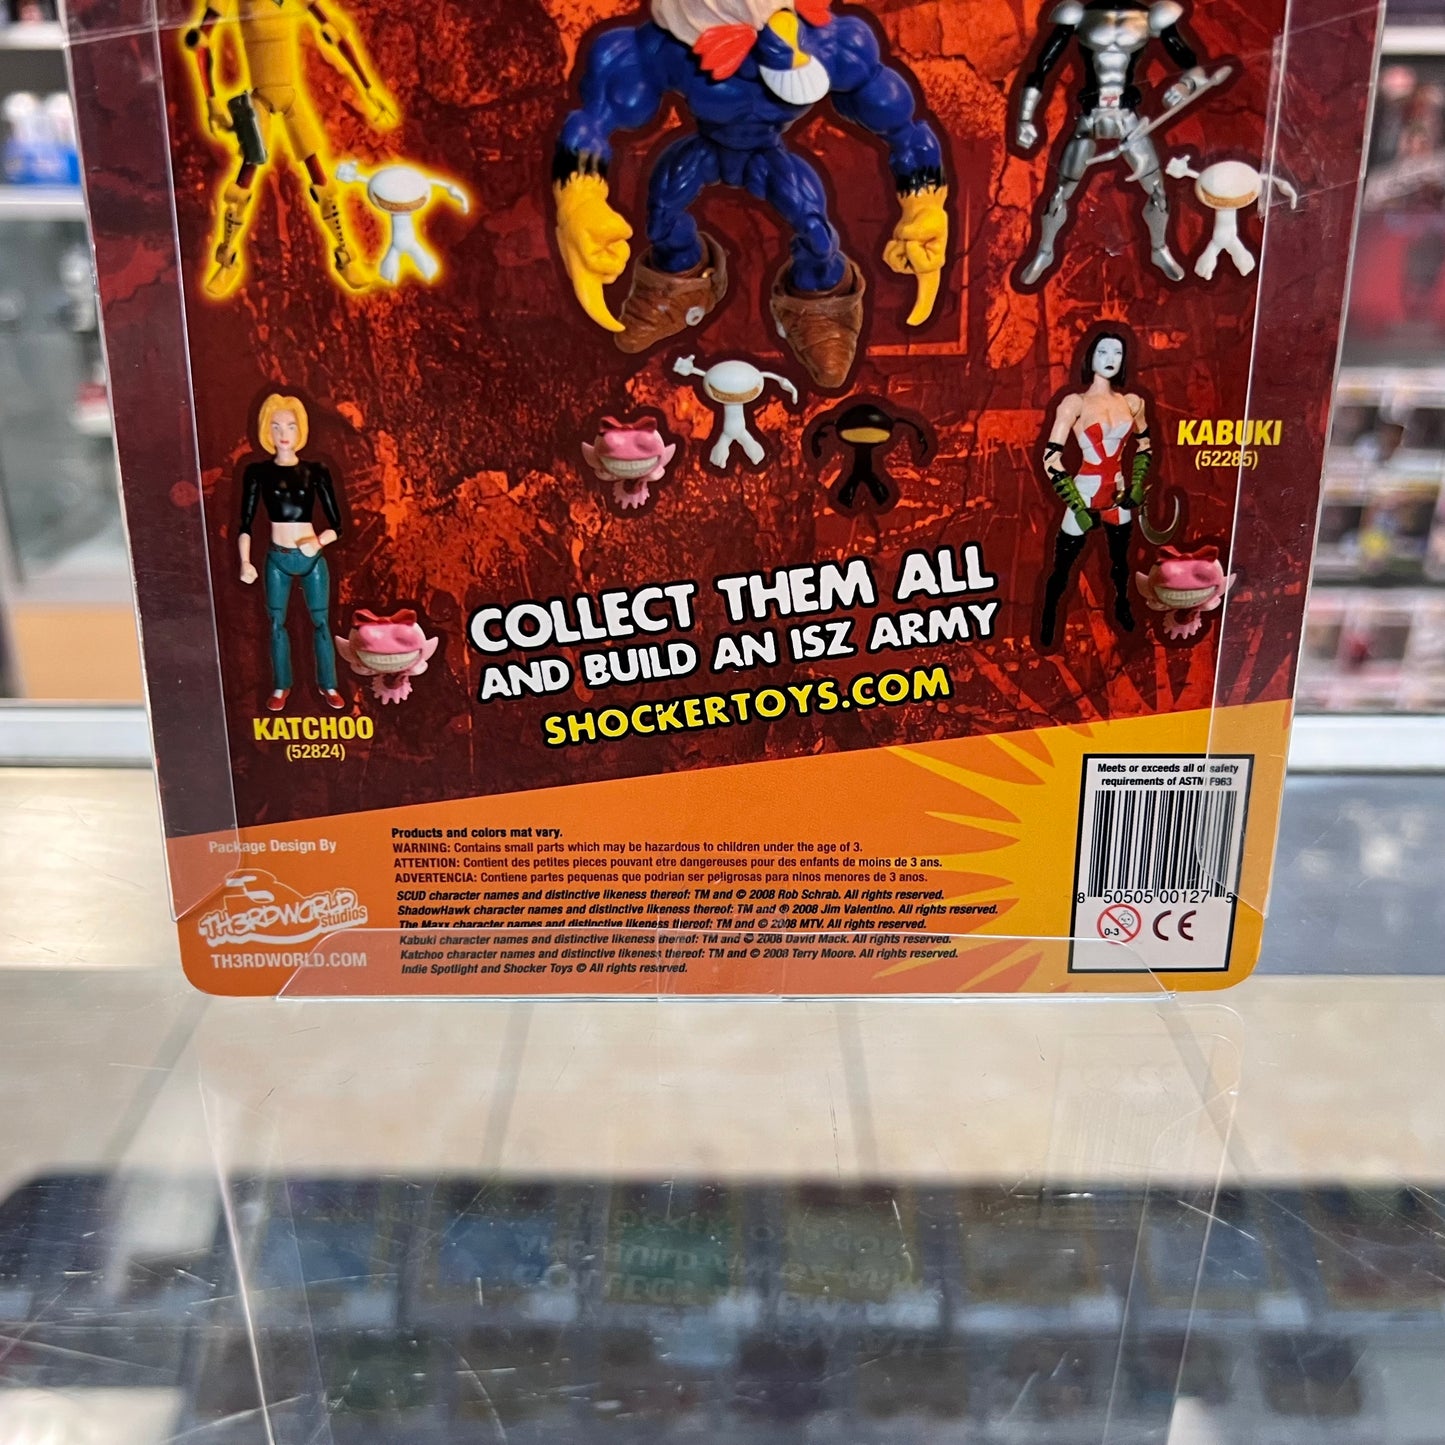 KABUKI
(52285)
COLLECT THEM ALL
AND BUILD AN ISZ ARMY
SHOCKERTOYS.COM
KATCHOO
(52824)
Package Design By
TH3RDWORLD
STUDIOS
TH3RDWORLD.COM
Products and colors mat vary.
WARNING: Contains small parts which may be hazardous to children under the age of 3.
ATTENTION: Contient des petites pieces pouvant etre dangereuses pour des enfants de moins de 3 ans.
ADVERTENCIA: Contiene partes pequenas que podrian ser peligrosas para ninos menores de 3 anos.
SCUD character names and distinctive likeness thereof: TM and © 2008 Rob Schrab. All rights reserved.
ShadowHawk character names and distinctive likeness thereof: TM and ® 2008 Jim Valentino. All rights reserved.
The Maxx character names and distinctive likeness thereof: TM and © 2008 MTV. All rights reserved.
Kabuki character names and distinctive likeness thereof: TM and © 2008 David Mack. All rights reserved.
Katchoo character names and distinctive likeness thereof: TM and © 2008 Terry Moore. All rights reserved.
Indie Spotlight and Shocker Toys © All rights reserved.
Meets or exceeds all of safety
requirements of ASTM F963
8 50505 00127 5
0-3 CE